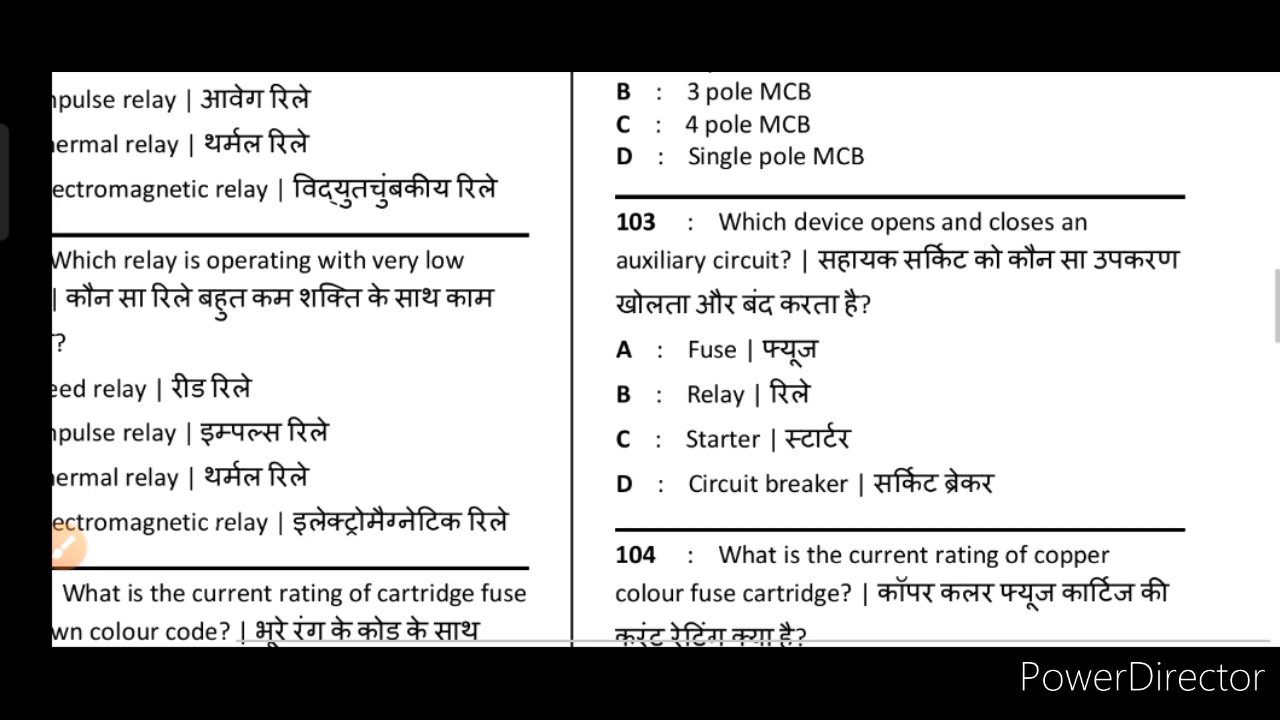 npulse relay | आवेग रिले
ermal relay | थर्मल रिले
ectromagnetic relay | विद्युतचुंबकीय रिले
Which relay is operating with very low
| कौन सा रिले बहुत कम शक्ति के साथ काम
?
eed relay | रीड रिले
npulse relay | इम्पल्स रिले
ermal relay | थर्मल रिले
ectromagnetic relay | इलेक्ट्रोमैग्नेटिक रिले
What is the current rating of cartridge fuse
wn colour code? | भूरे रंग के कोड के साथ
B : 3 pole MCB
C : 4 pole MCB
D : Single pole MCB
103 : Which device opens and closes an
auxiliary circuit? | सहायक सर्किट को कौन सा उपकरण
खोलता और बंद करता है?
A : Fuse | फ्यूज
B : Relay | रिले
C : Starter | स्टार्टर
D : Circuit breaker | सर्किट ब्रेकर
104 : What is the current rating of copper
colour fuse cartridge? | कॉपर कलर फ्यूज कार्टिज की
करंट रेटिंग क्या है?
PowerDirector